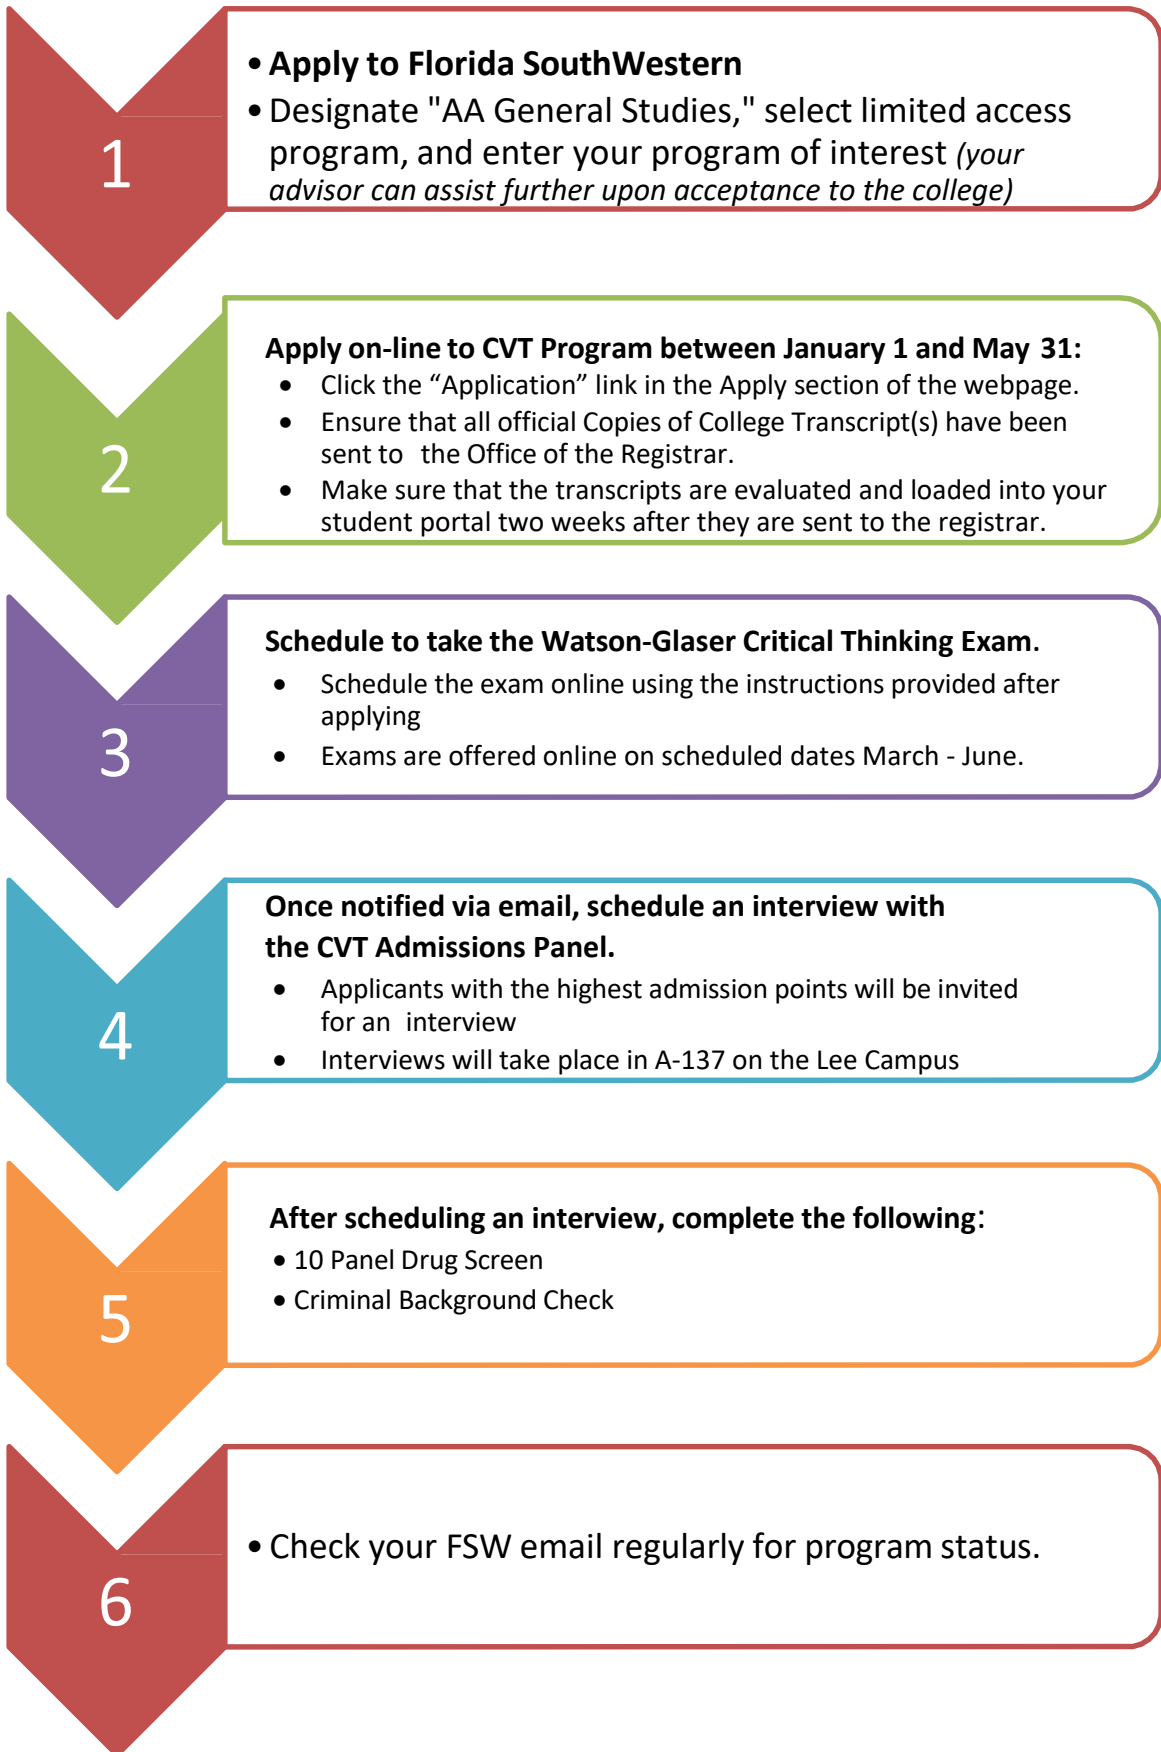 1
• Apply to Florida SouthWestern
• Designate "AA General Studies," select limited access
program, and enter your program of interest (your
advisor can assist further upon acceptance to the college)
2
Apply on-line to CVT Program between January 1 and May 31:
• Click the “Application” link in the Apply section of the webpage.
• Ensure that all official Copies of College Transcript(s) have been
sent to the Office of the Registrar.
• Make sure that the transcripts are evaluated and loaded into your
student portal two weeks after they are sent to the registrar.
3
Schedule to take the Watson-Glaser Critical Thinking Exam.
• Schedule the exam online using the instructions provided after
applying
• Exams are offered online on scheduled dates March - June.
4
Once notified via email, schedule an interview with
the CVT Admissions Panel.
• Applicants with the highest admission points will be invited
for an interview
• Interviews will take place in A-137 on the Lee Campus
5
After scheduling an interview, complete the following:
• 10 Panel Drug Screen
• Criminal Background Check
6
• Check your FSW email regularly for program status.